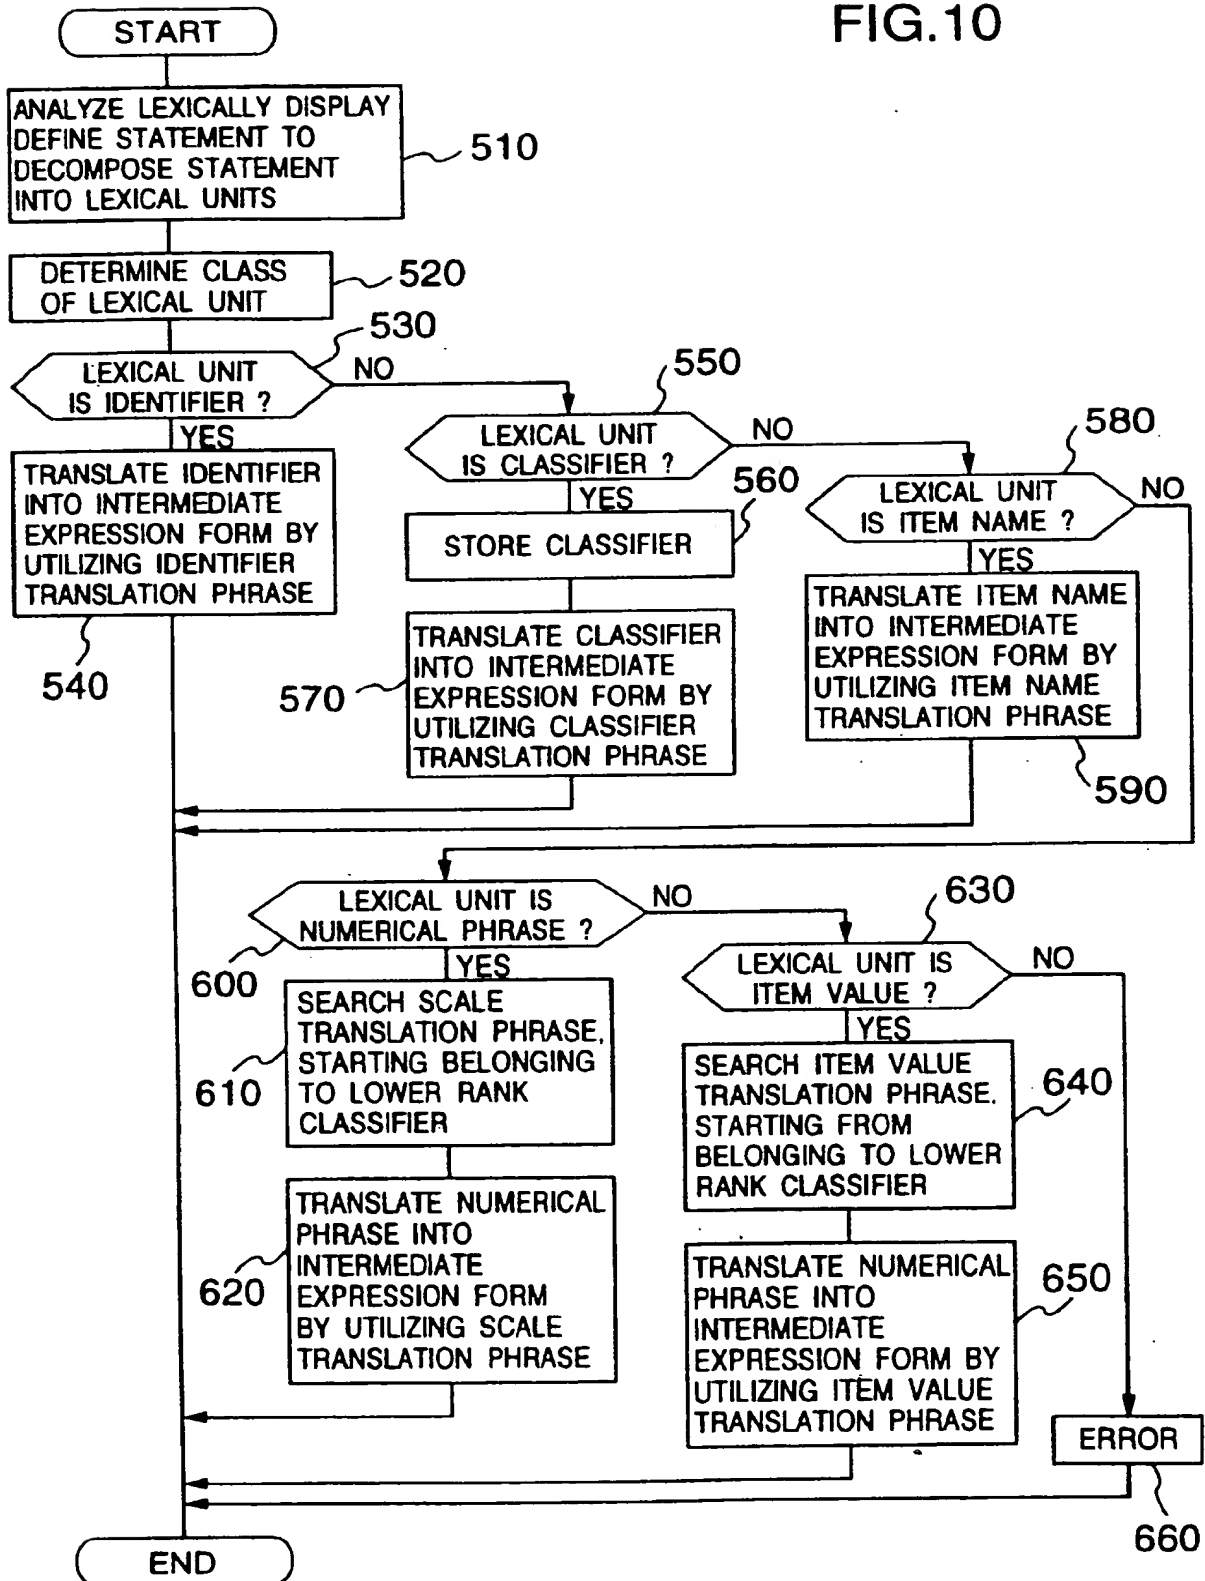 FIG.10
START
ANALYZE LEXICALLY DISPLAY
DEFINE STATEMENT TO
DECOMPOSE STATEMENT
INTO LEXICAL UNITS
510
DETERMINE CLASS
OF LEXICAL UNIT
520
530
LEXICAL UNIT
IS IDENTIFIER ?
NO
YES
TRANSLATE IDENTIFIER
INTO INTERMEDIATE
EXPRESSION FORM BY
UTILIZING IDENTIFIER
TRANSLATION PHRASE
540
550
LEXICAL UNIT
IS CLASSIFIER ?
NO
YES
560
STORE CLASSIFIER
TRANSLATE CLASSIFIER
INTO INTERMEDIATE
EXPRESSION FORM BY
UTILIZING CLASSIFIER
TRANSLATION PHRASE
570
580
LEXICAL UNIT
IS ITEM NAME ?
NO
YES
TRANSLATE ITEM NAME
INTO INTERMEDIATE
EXPRESSION FORM BY
UTILIZING ITEM NAME
TRANSLATION PHRASE
590
LEXICAL UNIT IS
NUMERICAL PHRASE ?
NO
600
YES
SEARCH SCALE
TRANSLATION PHRASE,
STARTING BELONGING
TO LOWER RANK
CLASSIFIER
610
TRANSLATE NUMERICAL
PHRASE INTO
INTERMEDIATE
EXPRESSION FORM
BY UTILIZING SCALE
TRANSLATION PHRASE
620
630
LEXICAL UNIT IS
ITEM VALUE ?
NO
YES
SEARCH ITEM VALUE
TRANSLATION PHRASE,
STARTING FROM
BELONGING TO LOWER
RANK CLASSIFIER
640
TRANSLATE NUMERICAL
PHRASE INTO
INTERMEDIATE
EXPRESSION FORM BY
UTILIZING ITEM VALUE
TRANSLATION PHRASE
650
ERROR
660
END